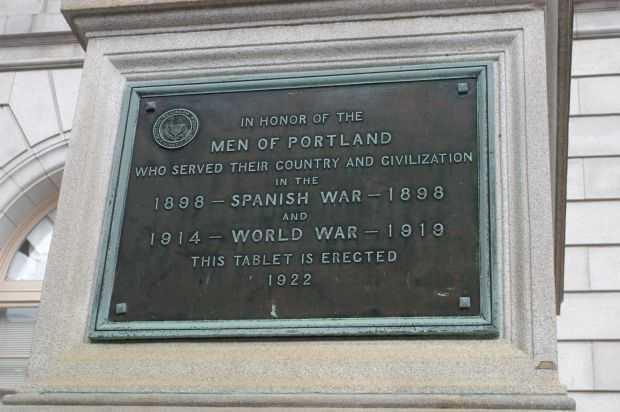 IN HONOR OF THE
MEN OF PORTLAND
WHO SERVED THEIR COUNTRY AND CIVILIZATION
IN THE
1898 — SPANISH WAR — 1898
AND
1914 — WORLD WAR — 1919
THIS TABLET IS ERECTED
1922